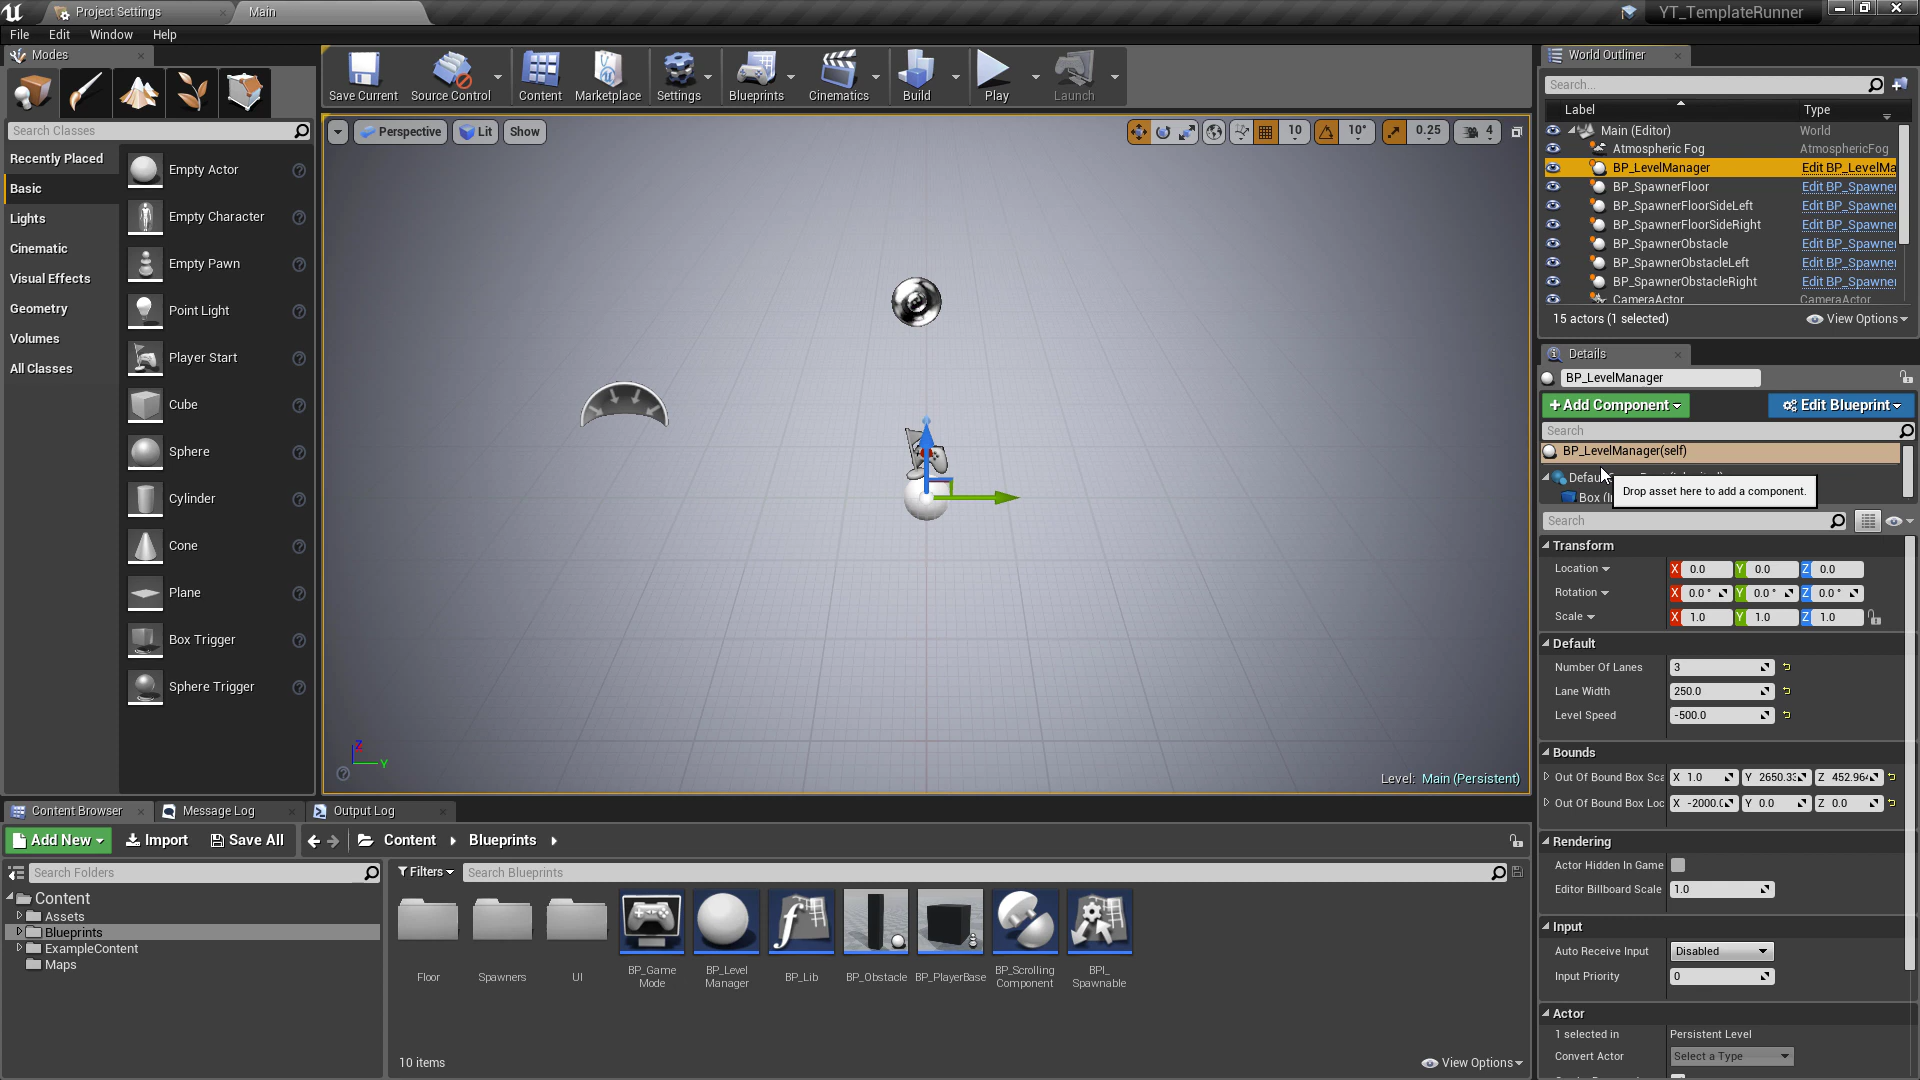 Project Settings
Main
YT_TemplateRunner
File
Edit
Window
Help
Modes
Search Classes
Recently Placed
Basic
Lights
Cinematic
Visual Effects
Geometry
Volumes
All Classes
Empty Actor
Empty Character
Empty Pawn
Point Light
Player Start
Cube
Sphere
Cylinder
Cone
Plane
Box Trigger
Sphere Trigger
Save Current
Source Control
Content
Marketplace
Settings
Blueprints
Cinematics
Build
Play
Launch
Perspective
Lit
Show
10
10°
0.25
4
Z
Y
Level: Main (Persistent)
World Outliner
Search...
Label
Type
Main (Editor)
World
Atmospheric Fog
AtmosphericFog
BP_LevelManager
Edit BP_LevelMa
BP_SpawnerFloor
Edit BP_Spawner
BP_SpawnerFloorSideLeft
Edit BP_Spawner
BP_SpawnerFloorSideRight
Edit BP_Spawner
BP_SpawnerObstacle
Edit BP_Spawner
BP_SpawnerObstacleLeft
Edit BP_Spawner
BP_SpawnerObstacleRight
Edit BP_Spawner
CameraActor
CameraActor
15 actors (1 selected)
View Options
Details
BP_LevelManager
+Add Component
Edit Blueprint
Search
BP_LevelManager(self)
Defau
Box (I
Drop asset here to add a component.
Search
Transform
Location
X 0.0 Y 0.0 Z 0.0
Rotation
X 0.0 ° Y 0.0 ° Z 0.0 °
Scale
X 1.0 Y 1.0 Z 1.0
Default
Number Of Lanes
3
Lane Width
250.0
Level Speed
-500.0
Bounds
Out Of Bound Box Sca
X 1.0 Y 2650.33 Z 452.964
Out Of Bound Box Loc
X -2000.0 Y 0.0 Z 0.0
Rendering
Actor Hidden In Game
Editor Billboard Scale
1.0
Input
Auto Receive Input
Disabled
Input Priority
0
Actor
1 selected in
Persistent Level
Convert Actor
Select a Type
Content Browser
Message Log
Output Log
Add New
Import
Save All
Content
Blueprints
Search Folders
Filters
Search Blueprints
Content
Assets
Blueprints
ExampleContent
Maps
Floor
Spawners
UI
BP_Game
Mode
BP_Level
Manager
BP_Lib
BP_Obstacle
BP_PlayerBase
BP_Scrolling
Component
BPI_
Spawnable
10 items
View Options